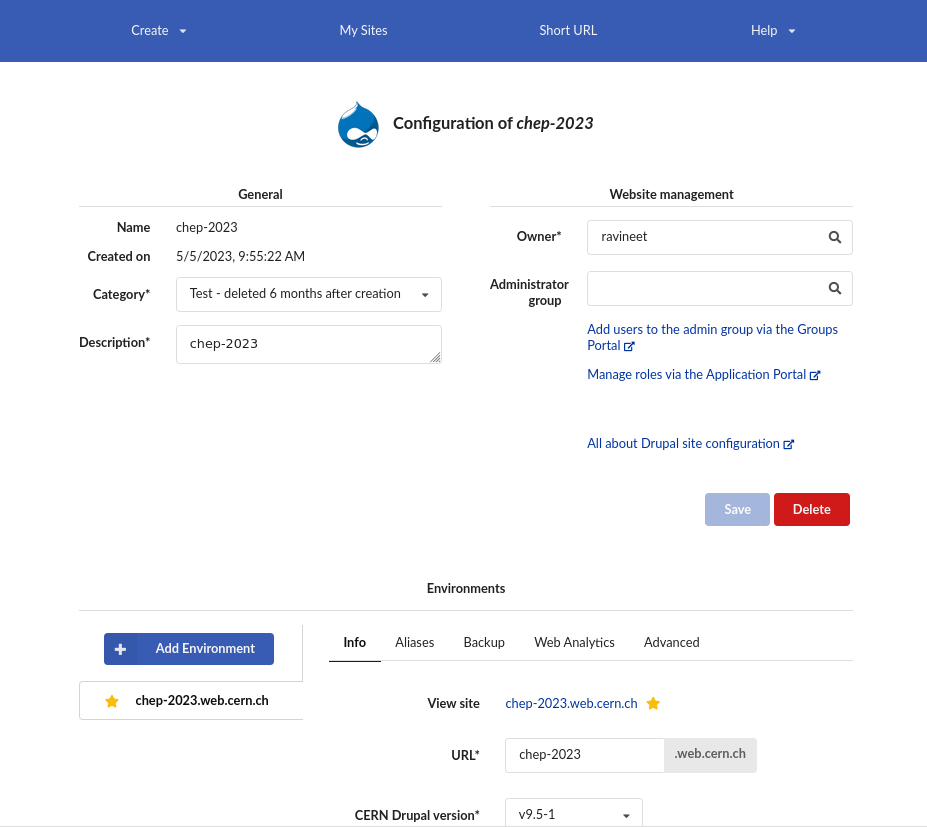 Create
My Sites
Short URL
Help
Configuration of chep-2023
General
Name
chep-2023
Created on
5/5/2023, 9:55:22 AM
Category*
Test - deleted 6 months after creation
Description*
chep-2023
Website management
Owner*
ravineet
Administrator
group
Add users to the admin group via the Groups
Portal
Manage roles via the Application Portal
All about Drupal site configuration
Save
Delete
Environments
Add Environment
chep-2023.web.cern.ch
Info
Aliases
Backup
Web Analytics
Advanced
View site
chep-2023.web.cern.ch
URL*
chep-2023
.web.cern.ch
CERN Drupal version*
v9.5-1